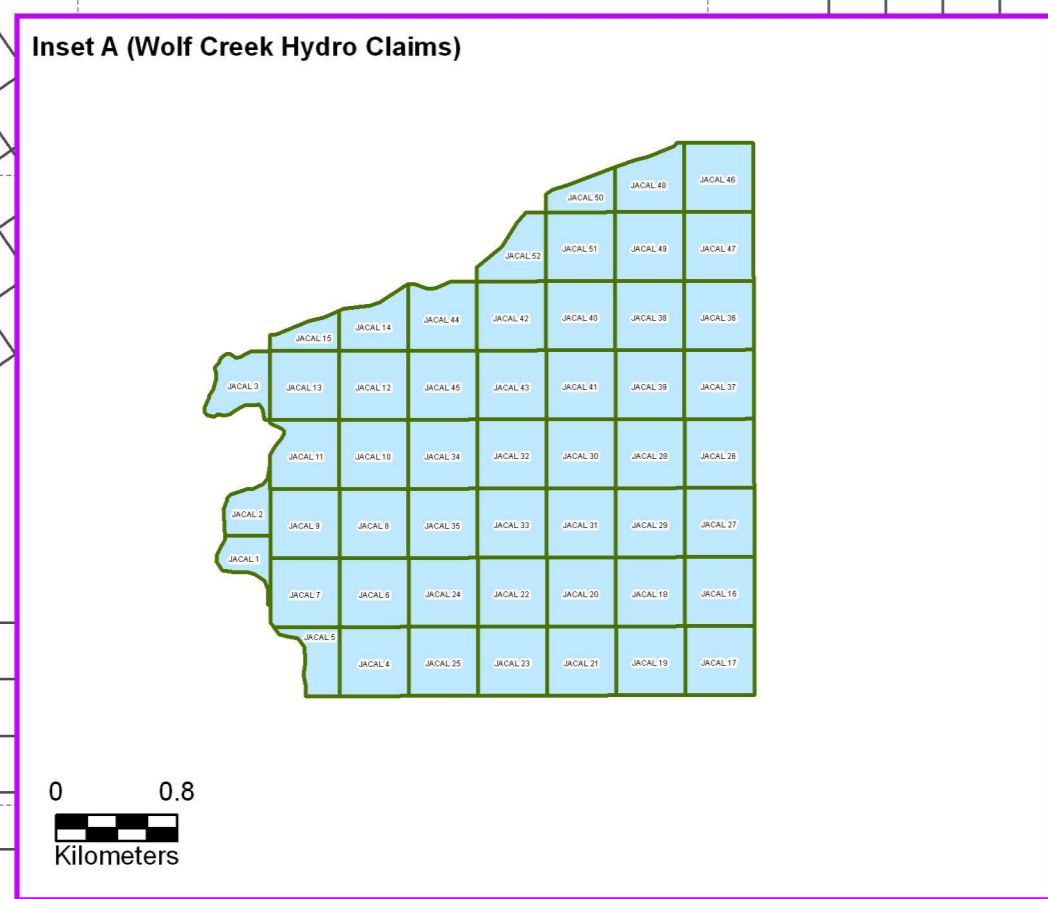 Inset A (Wolf Creek Hydro Claims)
JACAL 46
JACAL 48
JACAL 50
JACAL 52
JACAL 51
JACAL 49
JACAL 47
JACAL 15
JACAL 14
JACAL 44
JACAL 42
JACAL 40
JACAL 38
JACAL 36
JACAL 3
JACAL 13
JACAL 12
JACAL 45
JACAL 43
JACAL 41
JACAL 39
JACAL 37
JACAL 11
JACAL 10
JACAL 34
JACAL 32
JACAL 30
JACAL 28
JACAL 26
JACAL 2
JACAL 9
JACAL 8
JACAL 35
JACAL 33
JACAL 31
JACAL 29
JACAL 27
JACAL 1
JACAL 7
JACAL 6
JACAL 24
JACAL 22
JACAL 20
JACAL 18
JACAL 16
JACAL 5
JACAL 4
JACAL 25
JACAL 23
JACAL 21
JACAL 19
JACAL 17
0 0.8
Kilometers